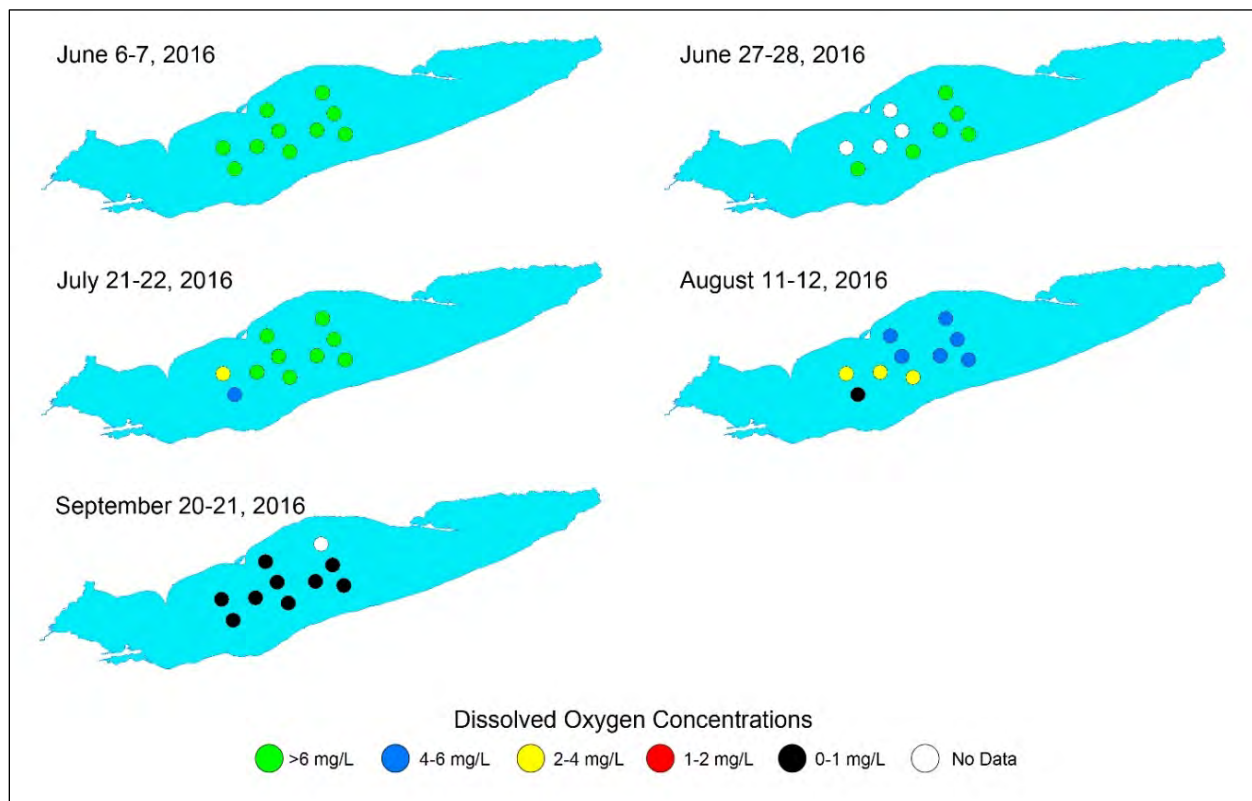 June 6-7, 2016
June 27-28, 2016
July 21-22, 2016
August 11-12, 2016
September 20-21, 2016
Dissolved Oxygen Concentrations
>6 mg/L 4-6 mg/L 2-4 mg/L 1-2 mg/L 0-1 mg/L No Data